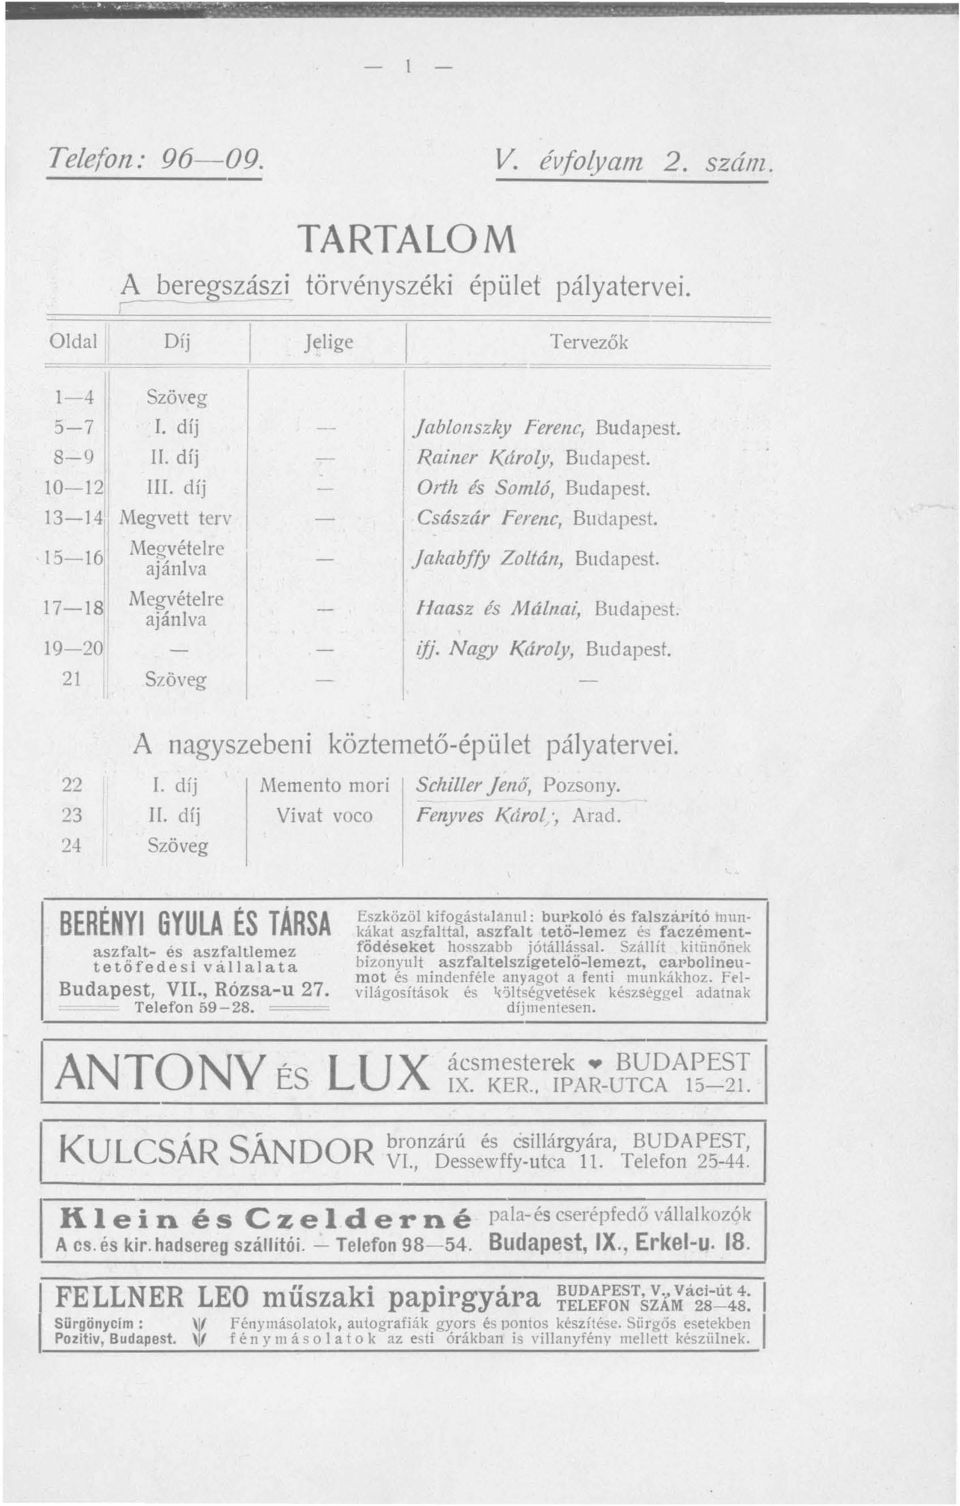 — 1 —
Telefon: 96—09. V. évfolyam 2. szám.
TARTALOM
A beregszászi törvényszéki épület pályatervei.
Oldal Díj Jelige Tervezők
1—4 Szöveg
5—7 I. díj — Jablonszky Ferenc, Budapest.
8—9 II. díj — Rainer Károly, Budapest.
10—12 III. díj — Orth és Somló, Budapest.
13—14 Megvett terv — Császár Ferenc, Budapest.
15—16 Megvételre ajánlva — Jakabffy Zoltán, Budapest.
17—18 Megvételre ajánlva — Haasz és Málnai, Budapest.
19—20 — — ifj. Nagy Károly, Budapest.
21 Szöveg — —
A nagyszebeni köztemető-épület pályatervei.
22 I. díj Memento mori Schiller Jenő, Pozsony.
23 II. díj Vivat voco Fenyves Károly, Arad.
24 Szöveg
BERÉNYI GYULA ÉS TÁRSA
aszfalt- és aszfaltlemez
tetőfedesi vállalata
Budapest, VII., Rózsa-u 27.
Telefon 59—28.
Eszközöl kifogástalanul: burkoló és falszárító mun-
kákat aszfalttal, aszfalt tető-lemez és faczément-
födéseket hosszabb jótállással. Szállít kitünőnek
bizonyult aszfaltelszigetelő-lemezt, carbolineu-
mot és mindenféle anyagot a fenti munkákhoz. Fel-
világosítások és költségvetések készséggel adatnak
díjmentesen.
ANTONY ÉS LUX ácsmesterek ♥ BUDAPEST
IX. KER., IPAR-UTCA 15—21.
KULCSÁR SÁNDOR bronzárú és csillárgyára, BUDAPEST,
VI., Dessewffy-utca 11. Telefon 25-44.
Klein és Czelderné pala- és cserépfedő vállalkozók
A cs. és kir. hadsereg szállítói. — Telefon 98—54. Budapest, IX., Erkel-u. 18.
FELLNER LEO műszaki papirgyára BUDAPEST, V., Váci-út 4.
TELEFON SZÁM 28—48.
Sürgönycím: Fénymásolatok, autografiák gyors és pontos készítése. Sürgős esetekben
Pozitiv, Budapest. fénymásolatok az esti órákban is villanyfény mellett készülnek.